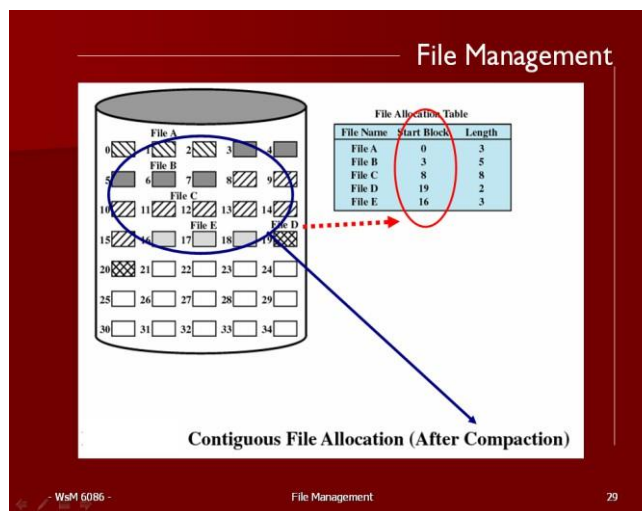 File Management
File Allocation Table
File Name Start Block Length
File A 0 3
File B 3 5
File C 8 8
File D 19 2
File E 16 3
File A
0 1 2 3 4
File B
5 6 7 8 9
File C
10 11 12 13 14
File E File D
15 16 17 18 19
20 21 22 23 24
25 26 27 28 29
30 31 32 33 34
Contiguous File Allocation (After Compaction)
- WsM 6086 - File Management 29